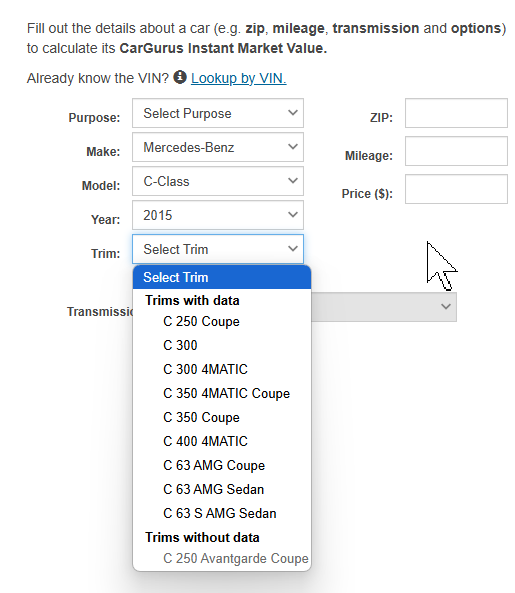 Fill out the details about a car (e.g. zip, mileage, transmission and options)
to calculate its CarGurus Instant Market Value.
Already know the VIN? Lookup by VIN.
Purpose: Select Purpose
ZIP:
Make: Mercedes-Benz
Mileage:
Model: C-Class
Price ($):
Year: 2015
Trim: Select Trim
Select Trim
Trims with data
C 250 Coupe
Transmissi
C 300
C 300 4MATIC
C 350 4MATIC Coupe
C 350 Coupe
C 400 4MATIC
C 63 AMG Coupe
C 63 AMG Sedan
C 63 S AMG Sedan
Trims without data
C 250 Avantgarde Coupe